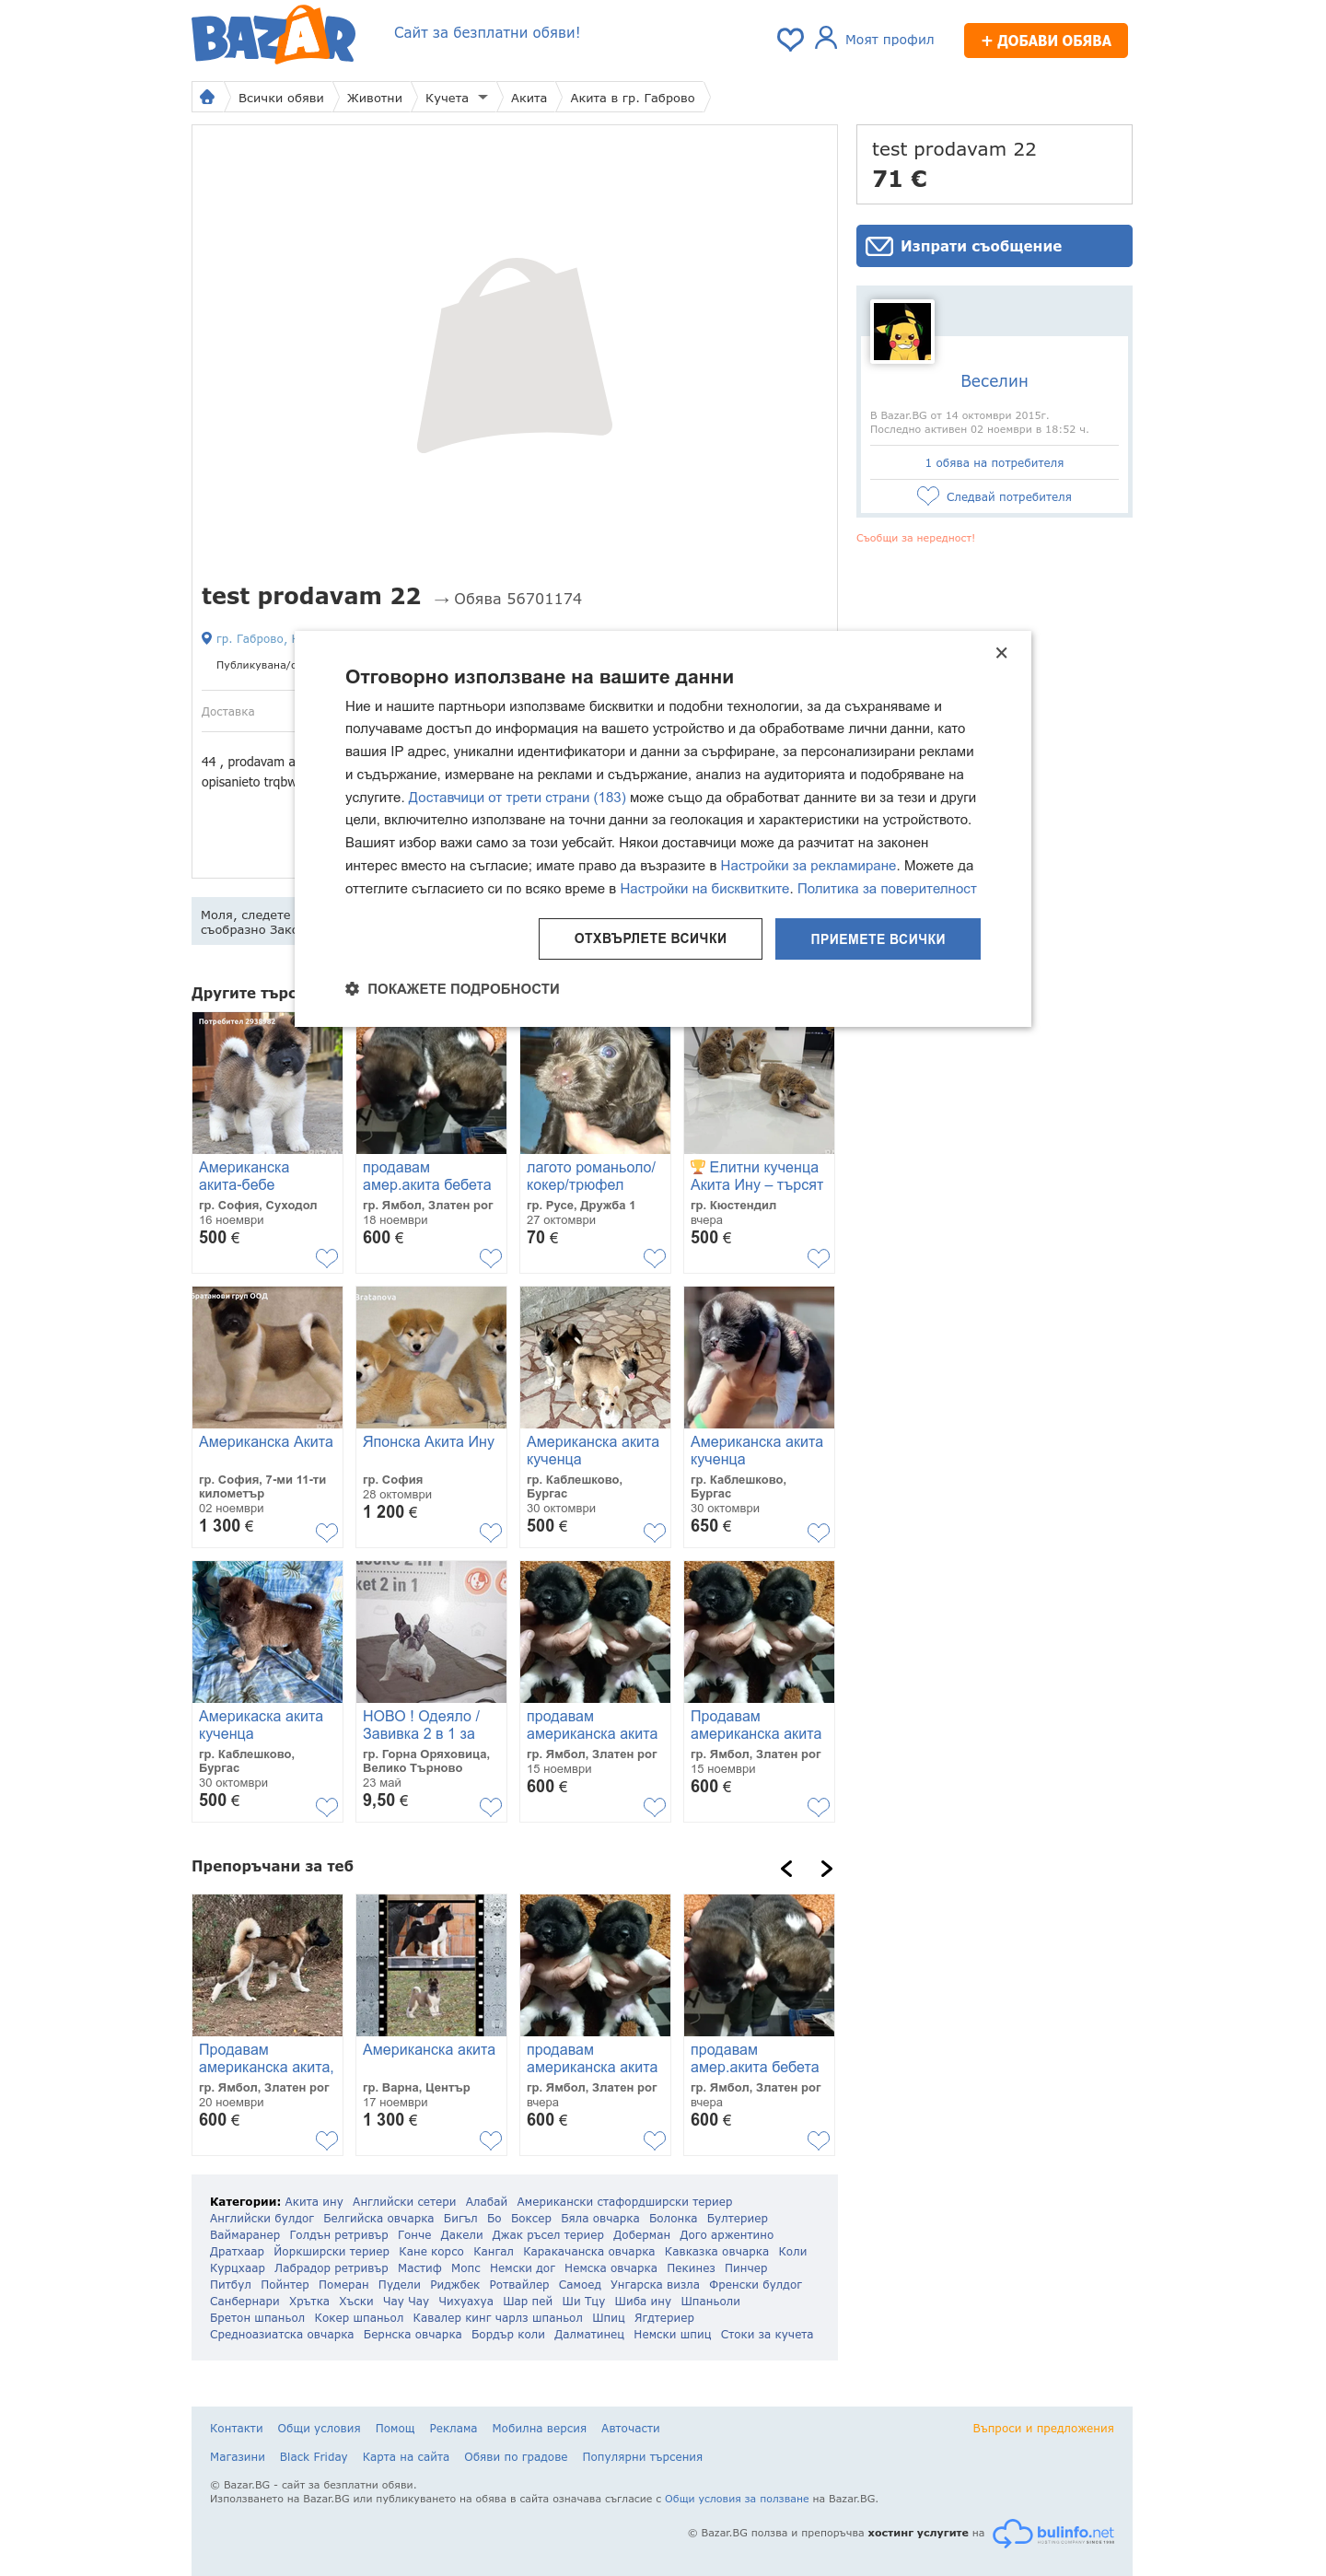 BAZAR
Сайт за безплатни обяви!
Моят профил
+ ДОБАВИ ОБЯВА
Всички обяви
Животни
Кучета
Акита
Акита в гр. Габрово
test prodavam 22
71 €
Изпрати съобщение
Веселин
В Bazar.BG от 14 октомври 2015г.
Последно активен 02 ноември в 18:52 ч.
1 обява на потребителя
Следвай потребителя
Съобщи за нередност!
test prodavam 22 → Обява 56701174
гр. Габрово,
Публикувана/
Доставка
44 , prodavam
opisanieto
Моля, следете
съобразно
×
Отговорно използване на вашите данни
Ние и нашите партньори използваме бисквитки и подобни технологии, за да съхраняваме и
получаваме достъп до информация на вашето устройство и да обработваме лични данни, като
вашия IP адрес, уникални идентификатори и данни за сърфиране, за персонализирани реклами
и съдържание, измерване на реклами и съдържание, анализ на аудиторията и подобряване на
услугите. Доставчици от трети страни (183) може също да обработват данните ви за тези и други
цели, включително използване на точни данни за геолокация и характеристики на устройството.
Вашият избор важи само за този уебсайт. Някои доставчици може да разчитат на законен
интерес вместо на съгласие; имате право да възразите в Настройки за рекламиране. Можете да
оттеглите съгласието си по всяко време в Настройки на бисквитките. Политика за поверителност
ОТХВЪРЛЕТЕ ВСИЧКИ
ПРИЕМЕТЕ ВСИЧКИ
ПОКАЖЕТЕ ПОДРОБНОСТИ
Другите
Потребител 2938982
Американска
акита-бебе
гр. София, Суходол
16 ноември
500 €
продавам
амер.акита бебета
гр. Ямбол, Златен рог
18 ноември
600 €
лагото романьоло/
кокер/трюфел
гр. Русе, Дружба 1
27 октомври
70 €
🏆 Елитни кученца
Акита Ину – търсят
гр. Кюстендил
вчера
500 €
Братанови груп ООД
Американска Акита
гр. София, 7-ми 11-ти
километър
02 ноември
1 300 €
Bratanova
Японска Акита Ину
гр. София
28 октомври
1 200 €
Американска акита
кученца
гр. Каблешково,
Бургас
30 октомври
500 €
Американска акита
кученца
гр. Каблешково,
Бургас
30 октомври
650 €
Америкаска акита
кученца
гр. Каблешково,
Бургас
30 октомври
500 €
ket 2 in 1
НОВО ! Одеяло /
Завивка 2 в 1 за
гр. Горна Оряховица,
Велико Търново
23 май
9,50 €
продавам
американска акита
гр. Ямбол, Златен рог
15 ноември
600 €
Продавам
американска акита
гр. Ямбол, Златен рог
15 ноември
600 €
Препоръчани за теб
Продавам
американска акита,
гр. Ямбол, Златен рог
20 ноември
600 €
Американска акита
гр. Варна, Център
17 ноември
1 300 €
продавам
американска акита
гр. Ямбол, Златен рог
вчера
600 €
продавам
амер.акита бебета
гр. Ямбол, Златен рог
вчера
600 €
Категории: Акита ину Английски сетери Алабай Американски стафордширски териер
Английски булдог Белгийска овчарка Бигъл Бо Боксер Бяла овчарка Болонка Бултериер
Ваймаранер Голдън ретривър Гонче Дакели Джак ръсел териер Доберман Дого аржентино
Дратхаар Йоркширски териер Кане корсо Кангал Каракачанска овчарка Кавказка овчарка Коли
Курцхаар Лабрадор ретривър Мастиф Мопс Немски дог Немска овчарка Пекинез Пинчер
Питбул Пойнтер Померан Пудели Риджбек Ротвайлер Самоед Унгарска визла Френски булдог
Санбернари Хрътка Хъски Чау Чау Чихуахуа Шар пей Ши Тцу Шиба ину Шпаньоли
Бретон шпаньол Кокер шпаньол Кавалер кинг чарлз шпаньол Шпиц Ягдтериер
Средноазиатска овчарка Бернска овчарка Бордър коли Далматинец Немски шпиц Стоки за кучета
Контакти Общи условия Помощ Реклама Мобилна версия Авточасти
Въпроси и предложения
Магазини Black Friday Карта на сайта Обяви по градове Популярни търсения
© Bazar.BG - сайт за безплатни обяви.
Използването на Bazar.BG или публикуването на обява в сайта означава съгласие с Общи условия за ползване на Bazar.BG.
© Bazar.BG ползва и препоръчва хостинг услугите на
bulinfo.net
HOSTING COMPANY SINCE 1998